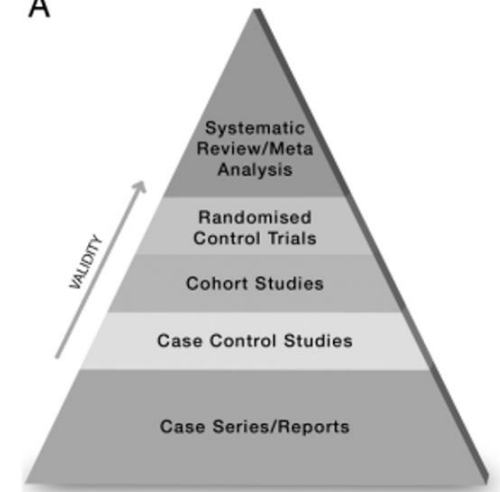 A
Systematic
Review/Meta
Analysis
Randomised
Control Trials
VALIDITY
Cohort Studies
Case Control Studies
Case Series/Reports